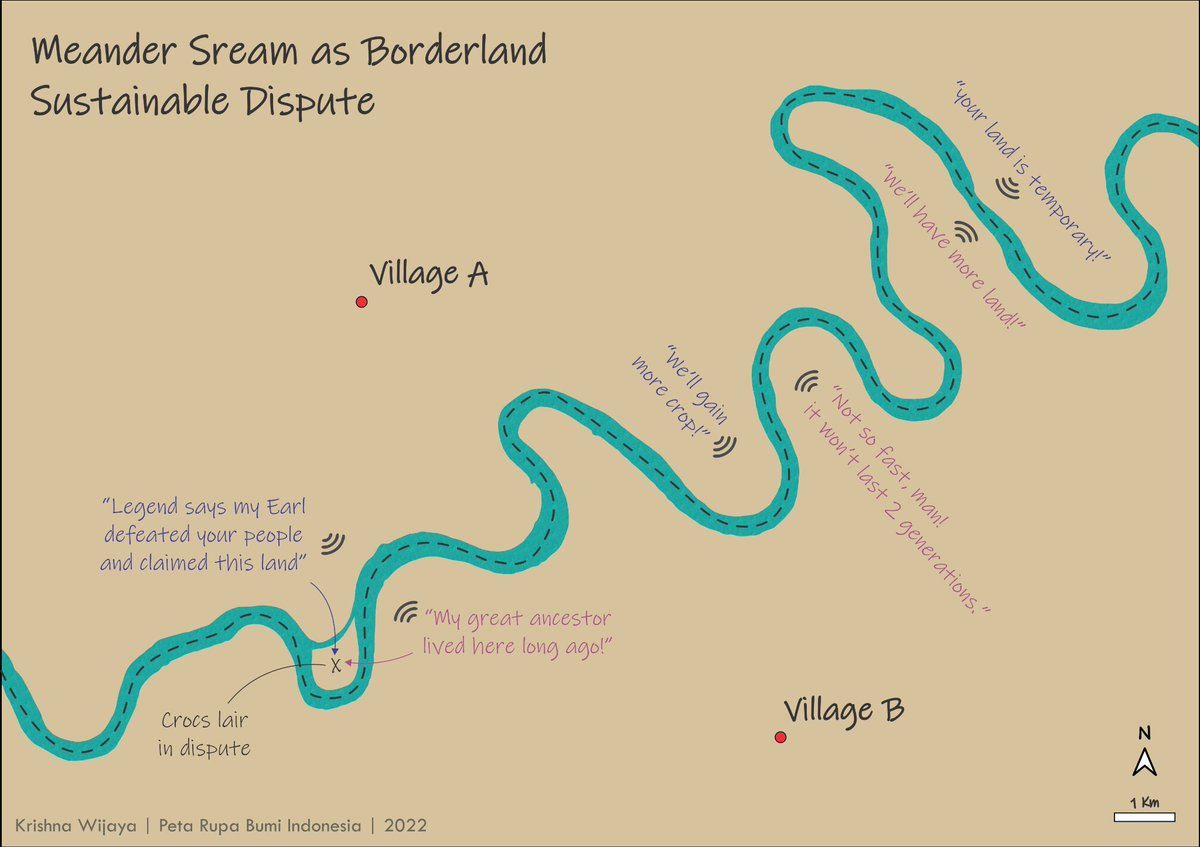 Meander Sream as Borderland
Sustainable Dispute
"your land is temporary!"
"We'll have more land!"
Village A
"We'll gain
more crop!"
"Not so fast, man!
it won't last 2 generations."
"Legend says my Earl
defeated your people
and claimed this land"
"My great ancestor
lived here long ago!"
X
Crocs lair
in dispute
Village B
N
1 Km
Krishna Wijaya | Peta Rupa Bumi Indonesia | 2022